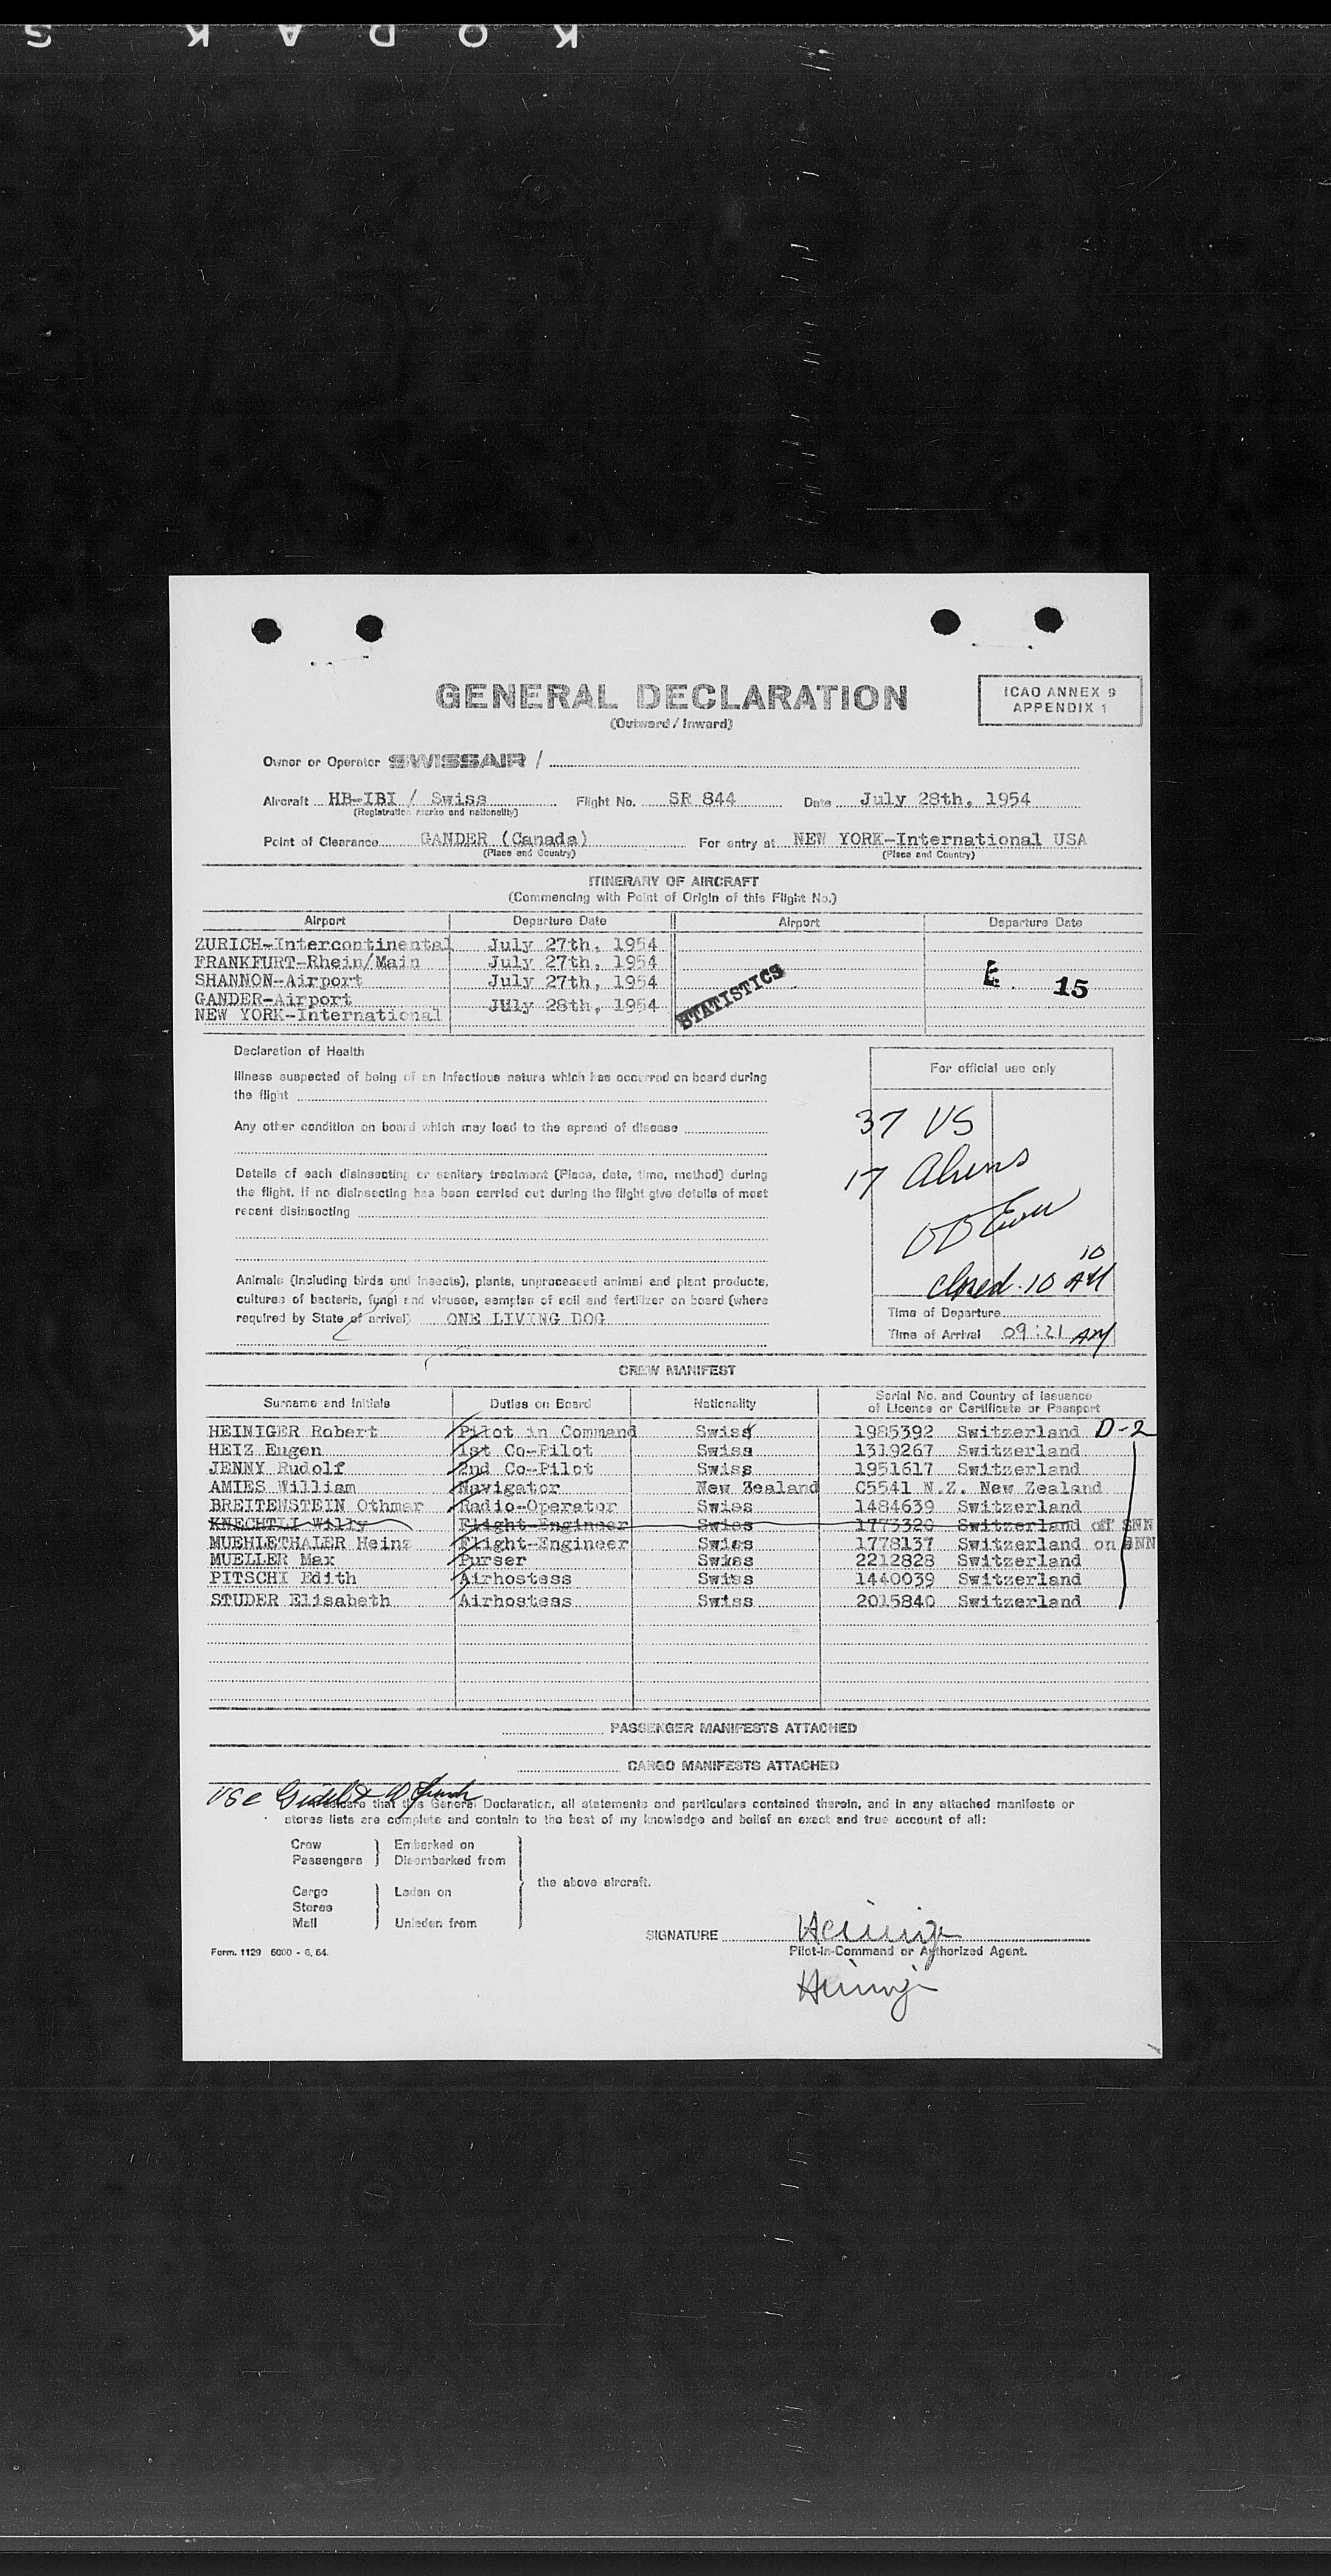 KODAK S
GENERAL DECLARATION
(Outward / Inward)
ICAO ANNEX 9
APPENDIX 1
Owner or Operator SWISSAIR /
Aircraft HB-IBI / Swiss Flight No. SR 844 Date July 28th, 1954
(Registration marks and nationality)
Point of Clearance GANDER (Canada) For entry at NEW YORK-International USA
(Place and Country) (Place and Country)
ITINERARY OF AIRCRAFT
(Commencing with Point of Origin of this Flight No.)
Airport Departure Date Airport Departure Date
ZURICH-Intercontinental July 27th, 1954
FRANKFURT-Rhein/Main July 27th, 1954
SHANNON-Airport July 27th, 1954
GANDER-Airport JUly 28th, 1954
NEW YORK-International
STATISTICS
E. 15
Declaration of Health
Illness suspected of being of an infectious nature which has occurred on board during
the flight
Any other condition on board which may lead to the spread of disease
Details of each disinsecting or sanitary treatment (Place, date, time, method) during
the flight. If no disinsecting has been carried out during the flight give details of most
recent disinsecting
Animals (including birds and insects), plants, unprocessed animal and plant products,
cultures of bacteria, fungi and viruses, samples of soil and fertilizer on board (where
required by State of arrival) ONE LIVING DOG
For official use only
37 US
17 Aliens
closed 10 10 AM
Time of Departure
Time of Arrival 09:21 AM
CREW MANIFEST
Surname and Initials Duties on Board Nationality Serial No. and Country of Issuance
of Licence or Certificate or Passport
HEINIGER Robert Pilot in Command Swiss 1985392 Switzerland D-2
HEIZ Eugen 1st Co-Pilot Swiss 1319267 Switzerland
JENNY Rudolf 2nd Co-Pilot Swiss 1951617 Switzerland
AMIES William Navigator New Zealand C5541 N.Z. New Zealand
BREITENSTEIN Othmar Radio-Operator Swiss 1484639 Switzerland
KNECHTLI Willy Flight-Engineer Swiss 1773320 Switzerland off SNN
MUEHLETHALER Heinz Flight-Engineer Swiss 1778137 Switzerland on SNN
MUELLER Max Purser Swiss 2212828 Switzerland
PITSCHI Edith Airhostess Swiss 1440039 Switzerland
STUDER Elisabeth Airhostess Swiss 2015840 Switzerland
PASSENGER MANIFESTS ATTACHED
CARGO MANIFESTS ATTACHED
declare that this General Declaration, all statements and particulars contained therein, and in any attached manifests or
stores lists are complete and contain to the best of my knowledge and belief an exact and true account of all:
Crew Embarked on
Passengers Disembarked from
the above aircraft.
Cargo Laden on
Stores
Mail Unladen from
SIGNATURE Heiniger
Pilot-in-Command or Authorized Agent.
Heiniger
Form. 1129 5000 - 6. 54.